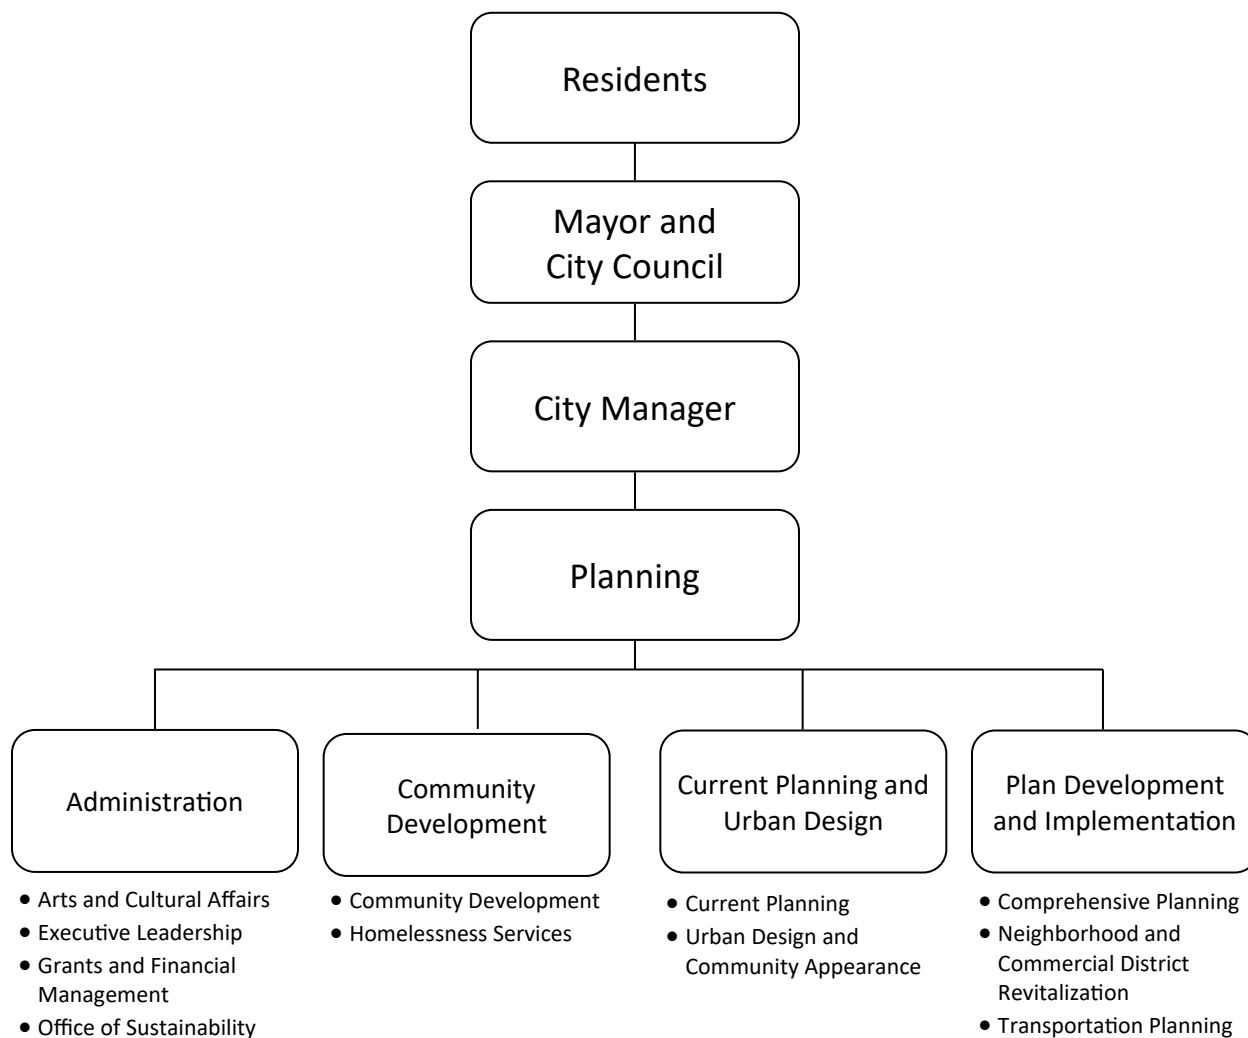 Residents
Mayor and
City Council
City Manager
Planning
Administration
• Arts and Cultural Affairs
• Executive Leadership
• Grants and Financial
Management
• Office of Sustainability
Community
Development
• Community Development
• Homelessness Services
Current Planning and
Urban Design
• Current Planning
• Urban Design and
Community Appearance
Plan Development
and Implementation
• Comprehensive Planning
• Neighborhood and
Commercial District
Revitalization
• Transportation Planning